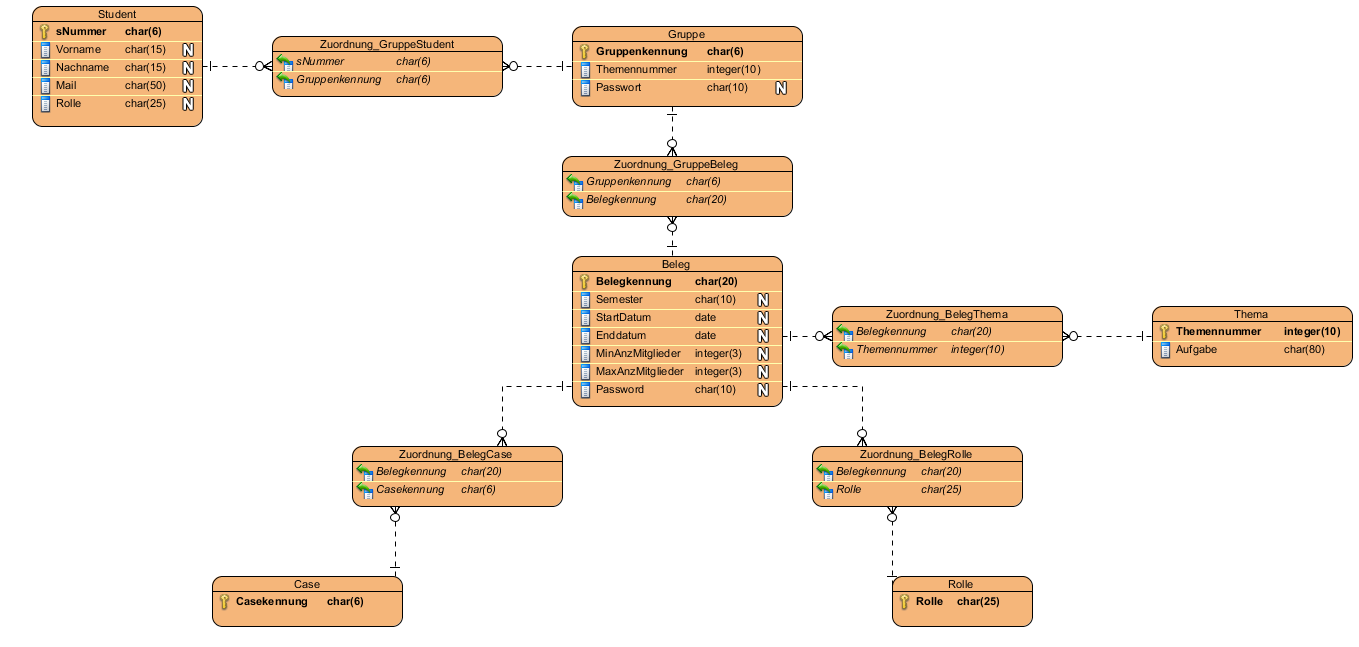 Student
sNummer char(6)
Vorname char(15) N
Nachname char(15) N
Mail char(50) N
Rolle char(25) N
Zuordnung_GruppeStudent
sNummer char(6)
Gruppenkennung char(6)
Gruppe
Gruppenkennung char(6)
Themennummer integer(10)
Passwort char(10) N
Zuordnung_GruppeBeleg
Gruppenkennung char(6)
Belegkennung char(20)
Beleg
Belegkennung char(20)
Semester char(10) N
StartDatum date N
Enddatum date N
MinAnzMitglieder integer(3) N
MaxAnzMitglieder integer(3) N
Password char(10) N
Zuordnung_BelegThema
Belegkennung char(20)
Themennummer integer(10)
Thema
Themennummer integer(10)
Aufgabe char(80)
Zuordnung_BelegCase
Belegkennung char(20)
Casekennung char(6)
Zuordnung_BelegRolle
Belegkennung char(20)
Rolle char(25)
Case
Casekennung char(6)
Rolle
Rolle char(25)